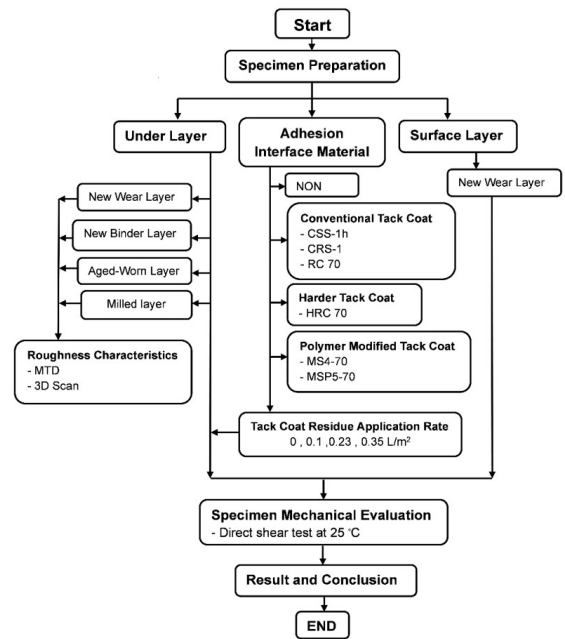 Start
Specimen Preparation
Under Layer
Adhesion
Interface Material
Surface Layer
New Wear Layer
New Binder Layer
Aged-Worn Layer
Milled layer
Roughness Characteristics
- MTD
- 3D Scan
NON
Conventional Tack Coat
- CSS-1h
- CRS-1
- RC 70
Harder Tack Coat
- HRC 70
Polymer Modified Tack Coat
- MS4-70
- MSP5-70
Tack Coat Residue Application Rate
0 , 0.1 ,0.23 , 0.35 L/m²
New Wear Layer
Specimen Mechanical Evaluation
- Direct shear test at 25 °C
Result and Conclusion
END